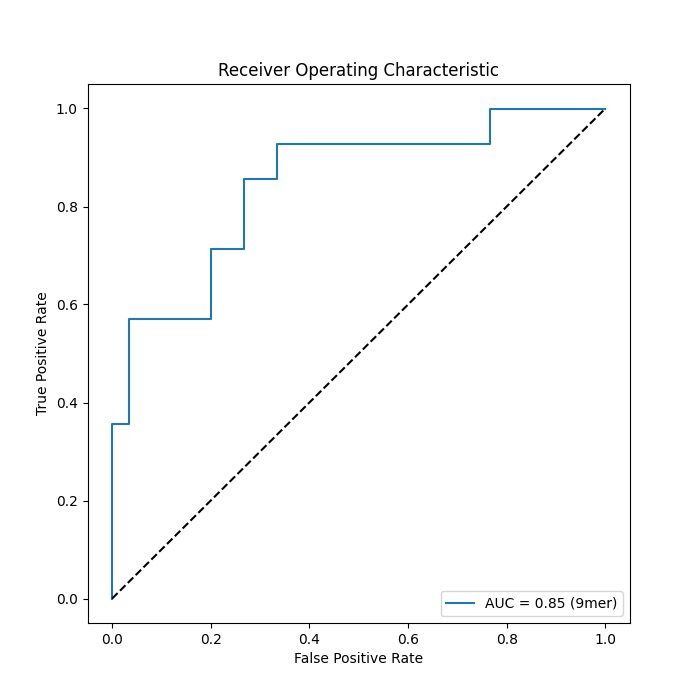 Receiver Operating Characteristic
1.0
0.8
0.6
0.4
0.2
0.0
True Positive Rate
0.0 0.2 0.4 0.6 0.8 1.0
False Positive Rate
AUC = 0.85 (9mer)